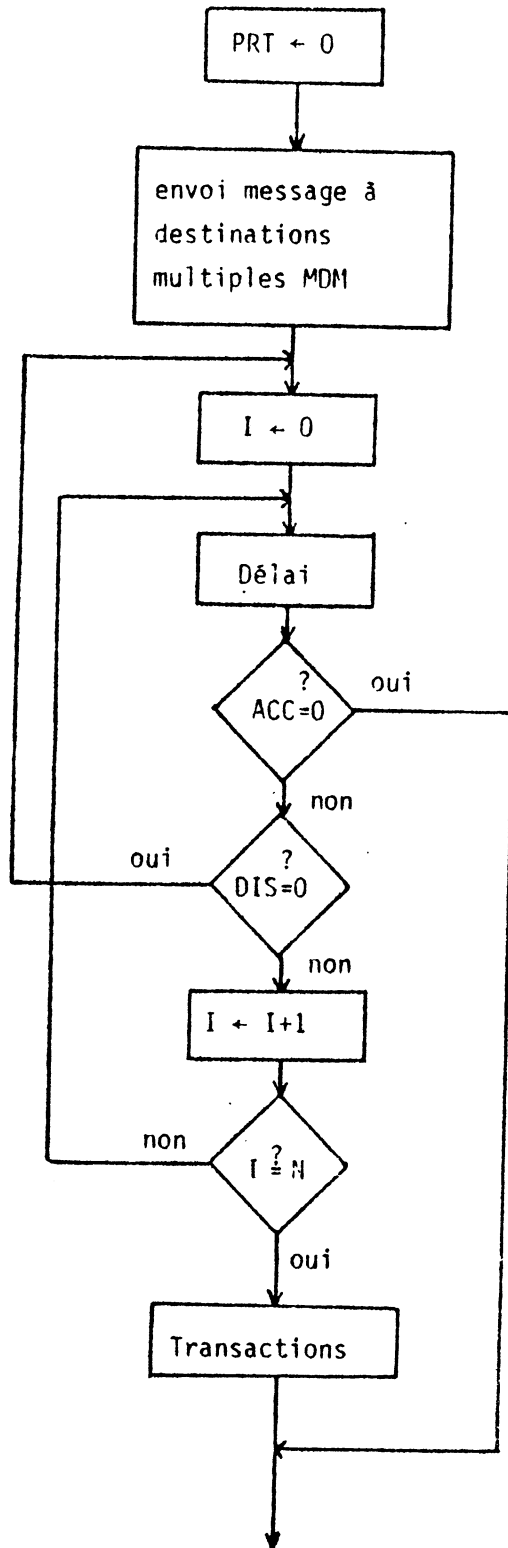 PRT ← 0
envoi message à
destinations
multiples MDM
I ← 0
Délai
?
ACC=0
oui
non
?
DIS=0
oui
non
I ← I+1
?
I = N
non
oui
Transactions